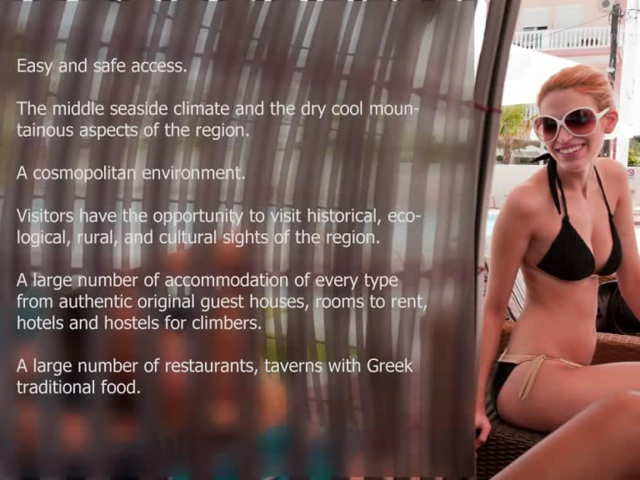 Easy and safe access.
The middle seaside climate and the dry cool moun-
tainous aspects of the region.
A cosmopolitan environment.
Visitors have the opportunity to visit historical, eco-
logical, rural, and cultural sights of the region.
A large number of accommodation of every type
from authentic original guest houses, rooms to rent,
hotels and hostels for climbers.
A large number of restaurants, taverns with Greek
traditional food.